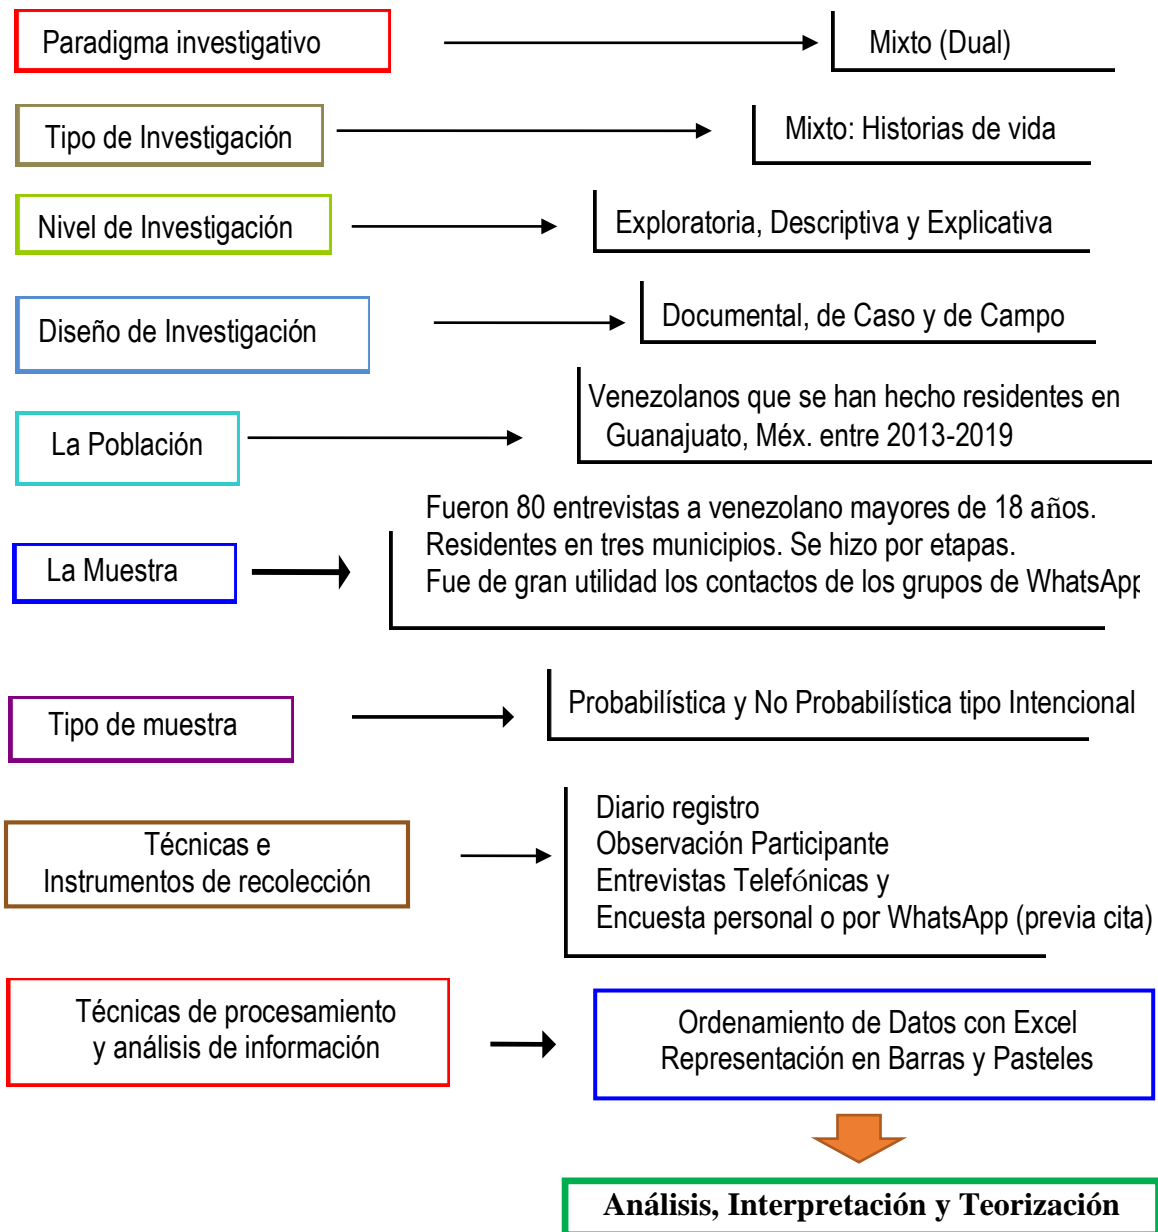 Paradigma investigativo
Mixto (Dual)
Tipo de Investigación
Mixto: Historias de vida
Nivel de Investigación
Exploratoria, Descriptiva y Explicativa
Diseño de Investigación
Documental, de Caso y de Campo
La Población
Venezolanos que se han hecho residentes en
Guanajuato, Méx. entre 2013-2019
La Muestra
Fueron 80 entrevistas a venezolano mayores de 18 años.
Residentes en tres municipios. Se hizo por etapas.
Fue de gran utilidad los contactos de los grupos de WhatsApp
Tipo de muestra
Probabilística y No Probabilística tipo Intencional
Técnicas e
Instrumentos de recolección
Diario registro
Observación Participante
Entrevistas Telefónicas y
Encuesta personal o por WhatsApp (previa cita)
Técnicas de procesamiento
y análisis de información
Ordenamiento de Datos con Excel
Representación en Barras y Pasteles
Análisis, Interpretación y Teorización